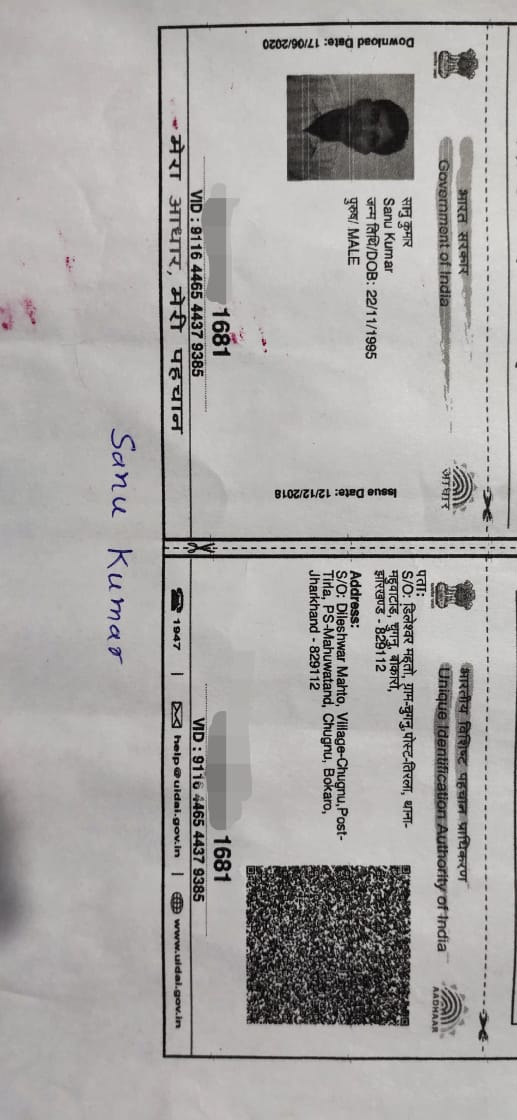 भारत सरकार
Government of India
Download Date: 17/06/2020
सानु कुमार
Sanu Kumar
जन्म तिथि/DOB: 22/11/1995
पुरुष/ MALE
Issue Date: 12/12/2018
आधार
1681
VID : 9116 4465 4437 9385
मेरा आधार, मेरी पहचान
भारतीय विशिष्ट पहचान प्राधिकरण
Unique Identification Authority of India
AADHAAR
पता:
S/O: डिलेश्वर महतो, ग्राम-चुगनु,पोस्ट-तिरला, थाना-
महुवाटांड, चुगनु, बोकारो,
झारखण्ड - 829112
Address:
S/O: Dileshwar Mahto, Village-Chugnu,Post-
Tirla, PS-Mahuwatand, Chugnu, Bokaro,
Jharkhand - 829112
1681
VID : 9116 4465 4437 9385
1947 | help@uidai.gov.in | www.uidai.gov.in
Sanu Kumar